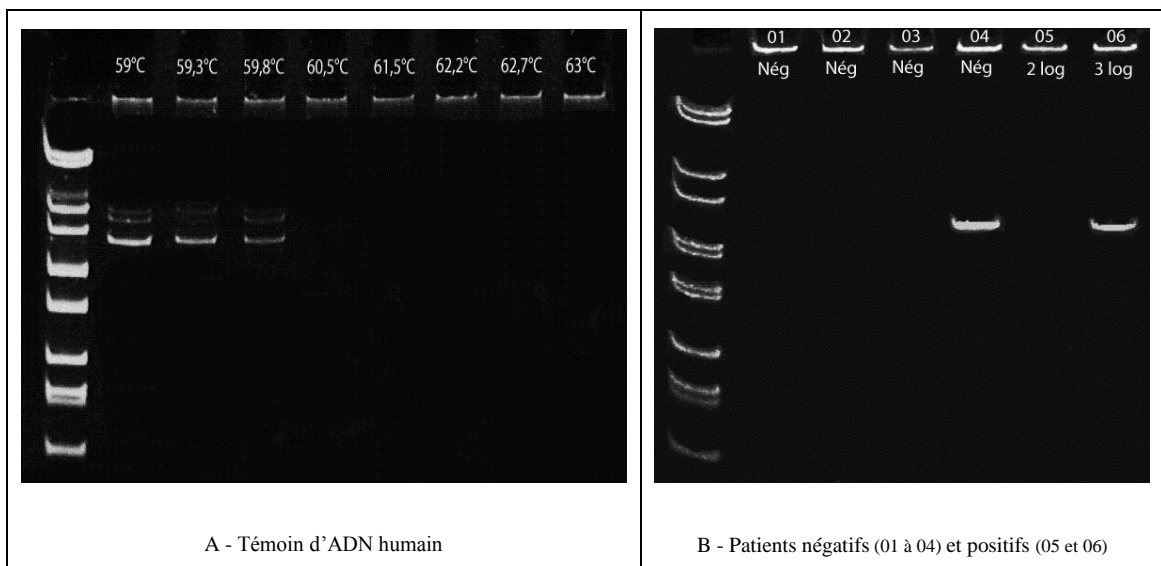 59°C 59,3°C 59,8°C 60,5°C 61,5°C 62,2°C 62,7°C 63°C
A - Témoin d'ADN humain
01 02 03 04 05 06
Nég Nég Nég Nég 2 log 3 log
B - Patients négatifs (01 à 04) et positifs (05 et 06)